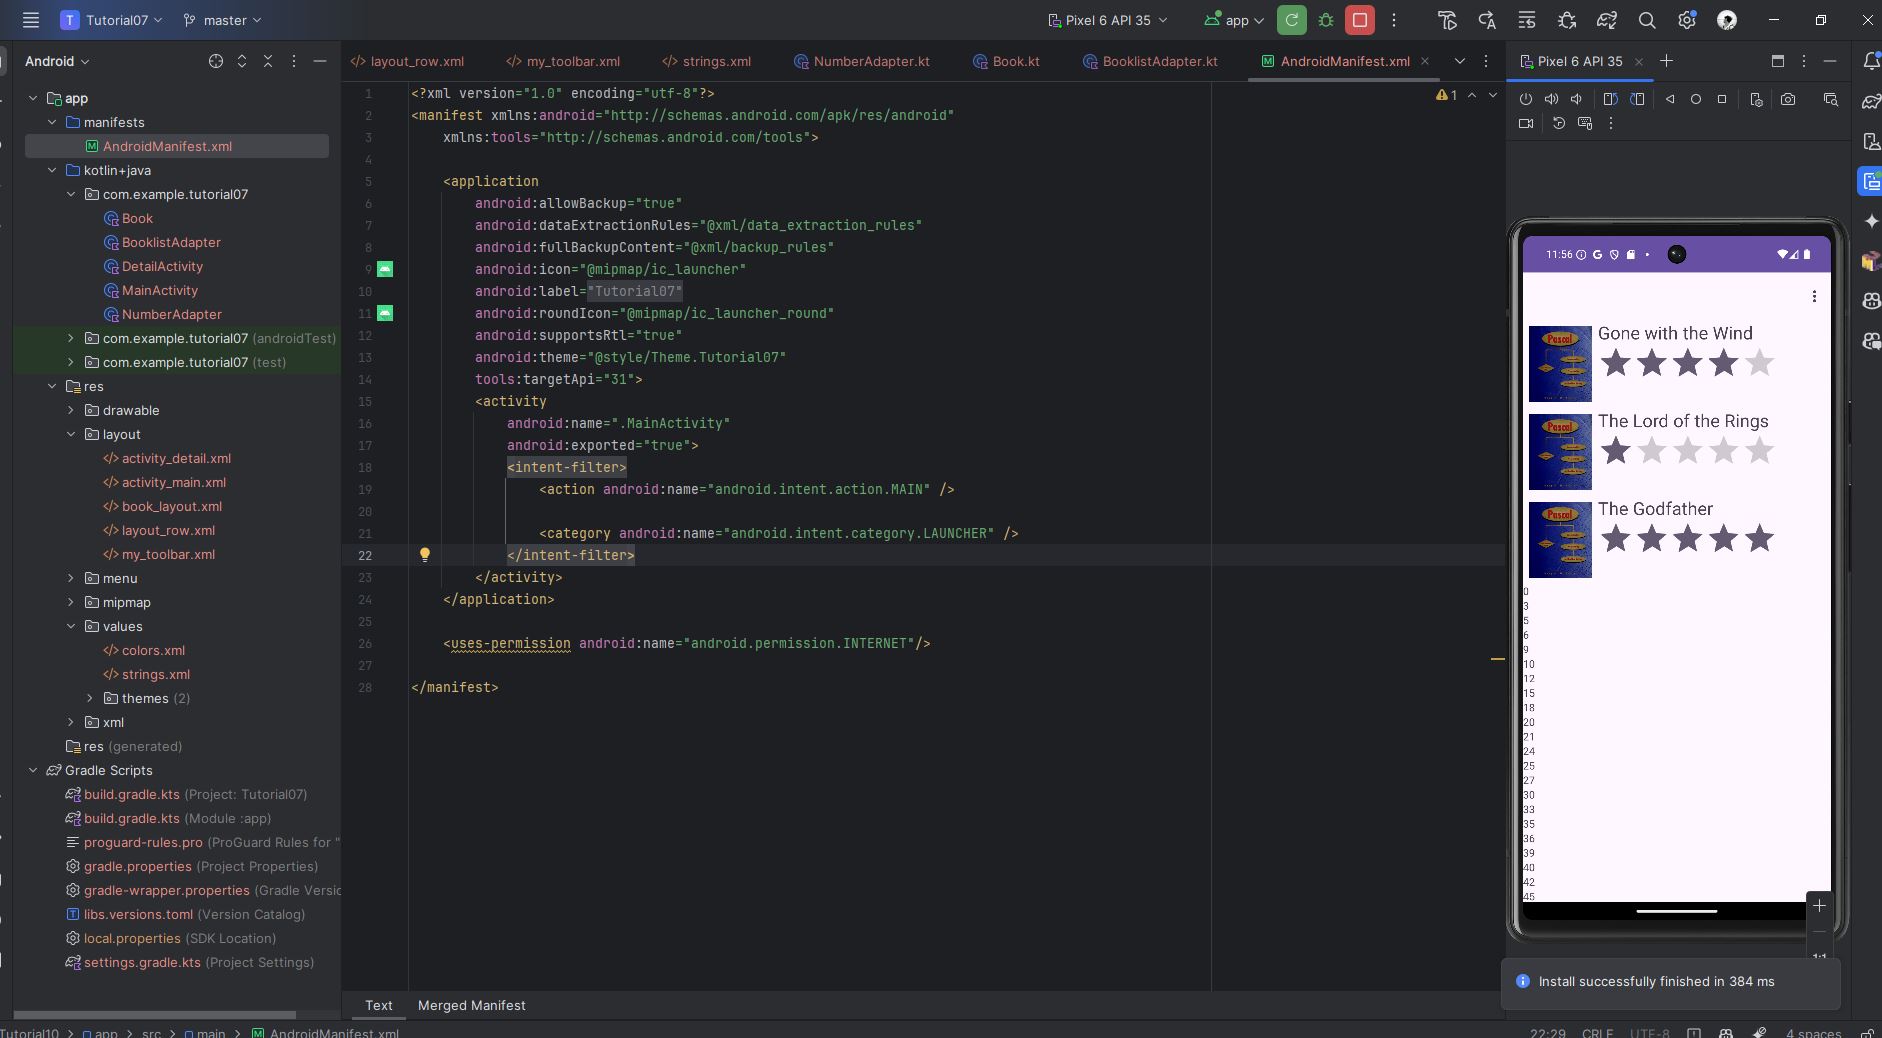 T Tutorial07 master Pixel 6 API 35 app
Android
app
manifests
AndroidManifest.xml
kotlin+java
com.example.tutorial07
Book
BooklistAdapter
DetailActivity
MainActivity
NumberAdapter
com.example.tutorial07 (androidTest)
com.example.tutorial07 (test)
res
drawable
layout
activity_detail.xml
activity_main.xml
book_layout.xml
layout_row.xml
my_toolbar.xml
menu
mipmap
values
colors.xml
strings.xml
themes (2)
xml
res (generated)
Gradle Scripts
build.gradle.kts (Project: Tutorial07)
build.gradle.kts (Module :app)
proguard-rules.pro (ProGuard Rules for "
gradle.properties (Project Properties)
gradle-wrapper.properties (Gradle Versic
libs.versions.toml (Version Catalog)
local.properties (SDK Location)
settings.gradle.kts (Project Settings)
layout_row.xml my_toolbar.xml strings.xml NumberAdapter.kt Book.kt BooklistAdapter.kt AndroidManifest.xml
1 <?xml version="1.0" encoding="utf-8"?>
2 <manifest xmlns:android="http://schemas.android.com/apk/res/android"
3 xmlns:tools="http://schemas.android.com/tools">
4
5 <application
6 android:allowBackup="true"
7 android:dataExtractionRules="@xml/data_extraction_rules"
8 android:fullBackupContent="@xml/backup_rules"
9 android:icon="@mipmap/ic_launcher"
10 android:label="Tutorial07"
11 android:roundIcon="@mipmap/ic_launcher_round"
12 android:supportsRtl="true"
13 android:theme="@style/Theme.Tutorial07"
14 tools:targetApi="31">
15 <activity
16 android:name=".MainActivity"
17 android:exported="true">
18 <intent-filter>
19 <action android:name="android.intent.action.MAIN" />
20
21 <category android:name="android.intent.category.LAUNCHER" />
22 </intent-filter>
23 </activity>
24 </application>
25
26 <uses-permission android:name="android.permission.INTERNET"/>
27
28 </manifest>
1
Text Merged Manifest
Pixel 6 API 35
11:56
Pascal
Gone with the Wind
Pascal
The Lord of the Rings
Pascal
The Godfather
0
3
5
6
9
10
12
15
18
20
21
24
25
27
30
33
35
36
39
40
42
45
1:1
Install successfully finished in 384 ms
Tutorial10 > app > src > main > AndroidManifest.xml
22:29 CRLF UTF-8 4 spaces